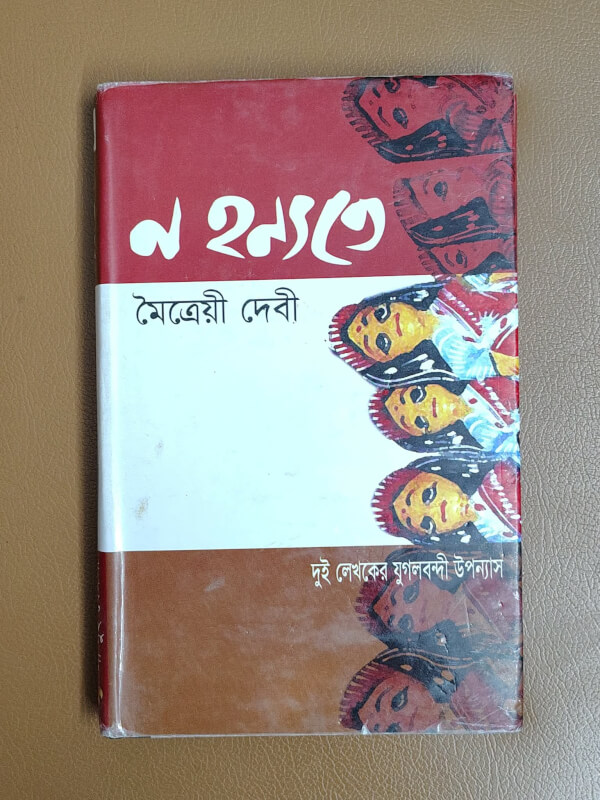 ন হন্যতে
মৈত্রেয়ী দেবী
দুই লেখকের যুগলবন্দী উপন্যাস